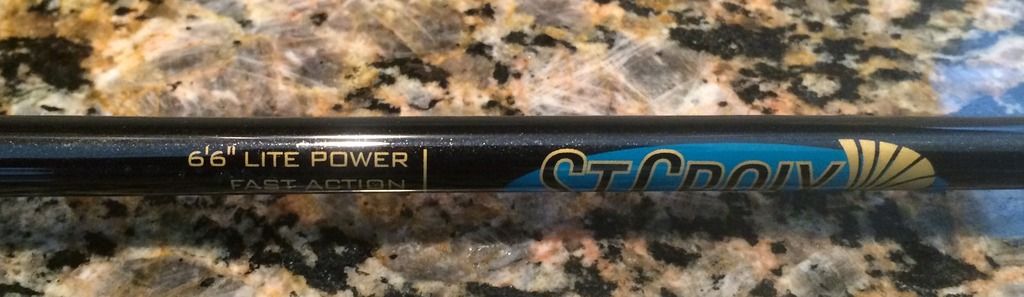 6'6" LITE POWER
FAST ACTION
ST.CROIX